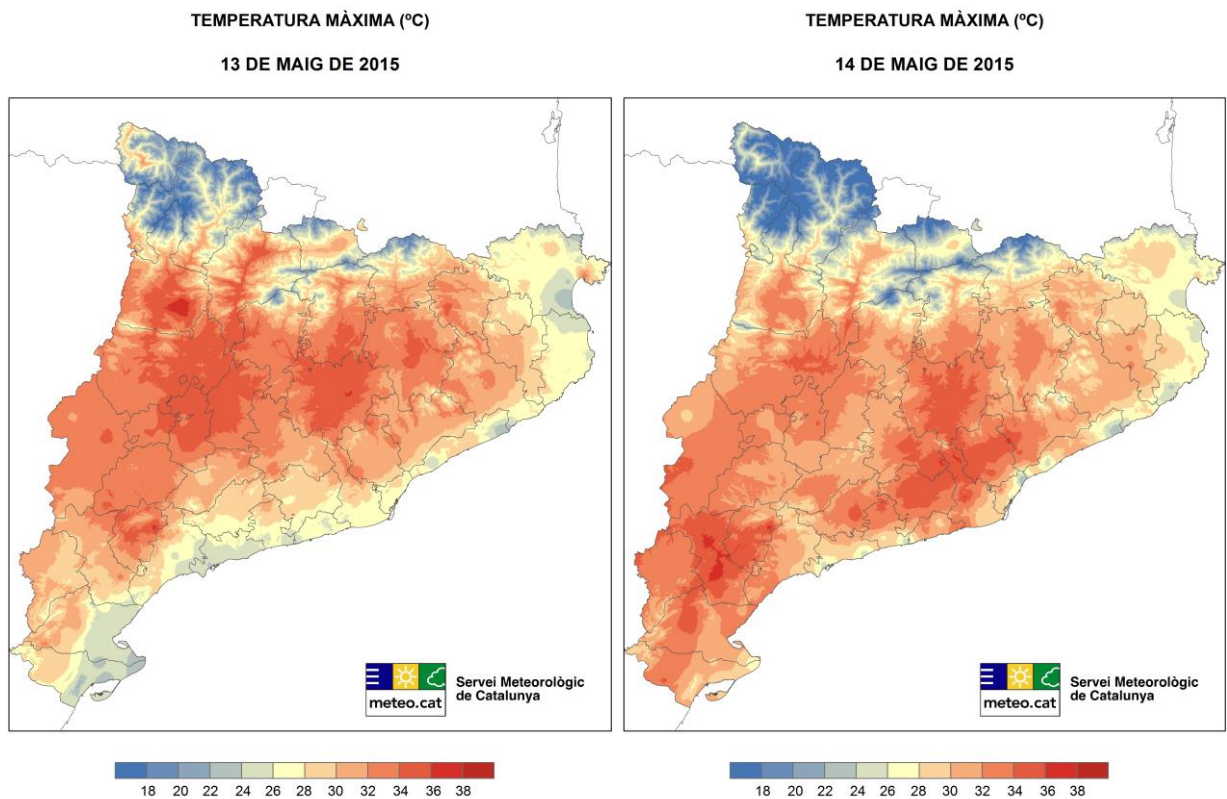 TEMPERATURA MÀXIMA (ºC)
13 DE MAIG DE 2015
Servei Meteorològic
de Catalunya
meteo.cat
18 20 22 24 26 28 30 32 34 36 38
TEMPERATURA MÀXIMA (ºC)
14 DE MAIG DE 2015
Servei Meteorològic
de Catalunya
meteo.cat
18 20 22 24 26 28 30 32 34 36 38